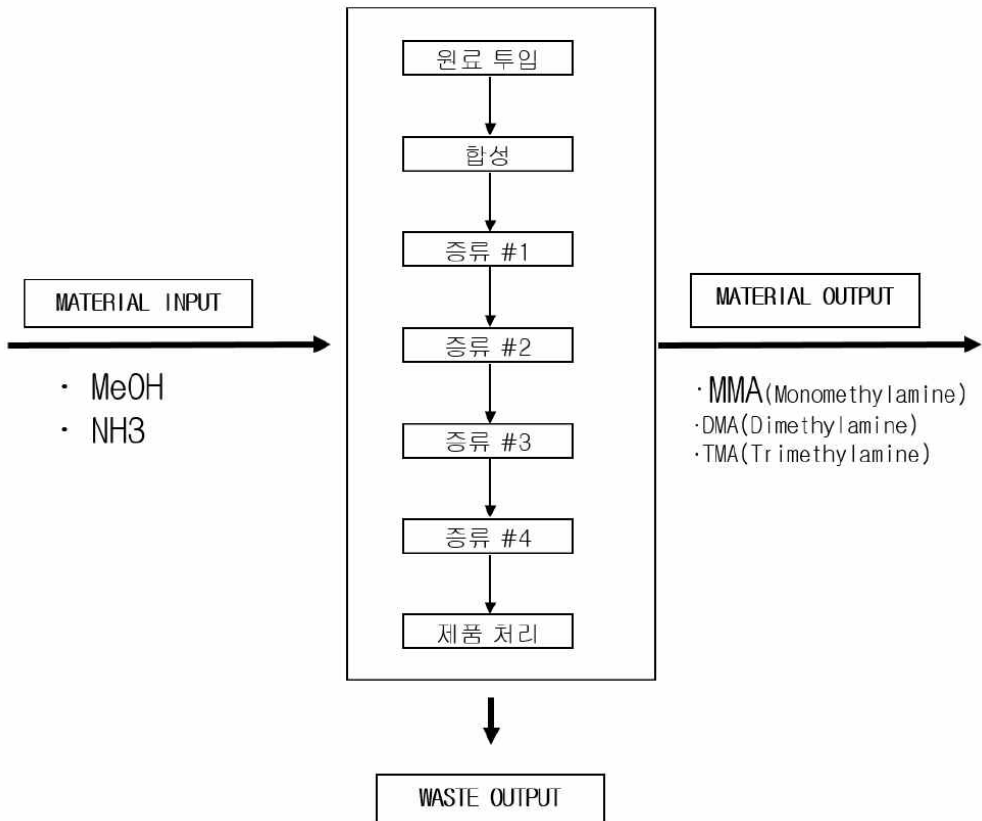 원료 투입
합성
증류 #1
증류 #2
증류 #3
증류 #4
제품 처리
MATERIAL INPUT
· MeOH
· NH3
MATERIAL OUTPUT
·MMA(Monomethylamine)
·DMA(Dimethylamine)
·TMA(Trimethylamine)
WASTE OUTPUT